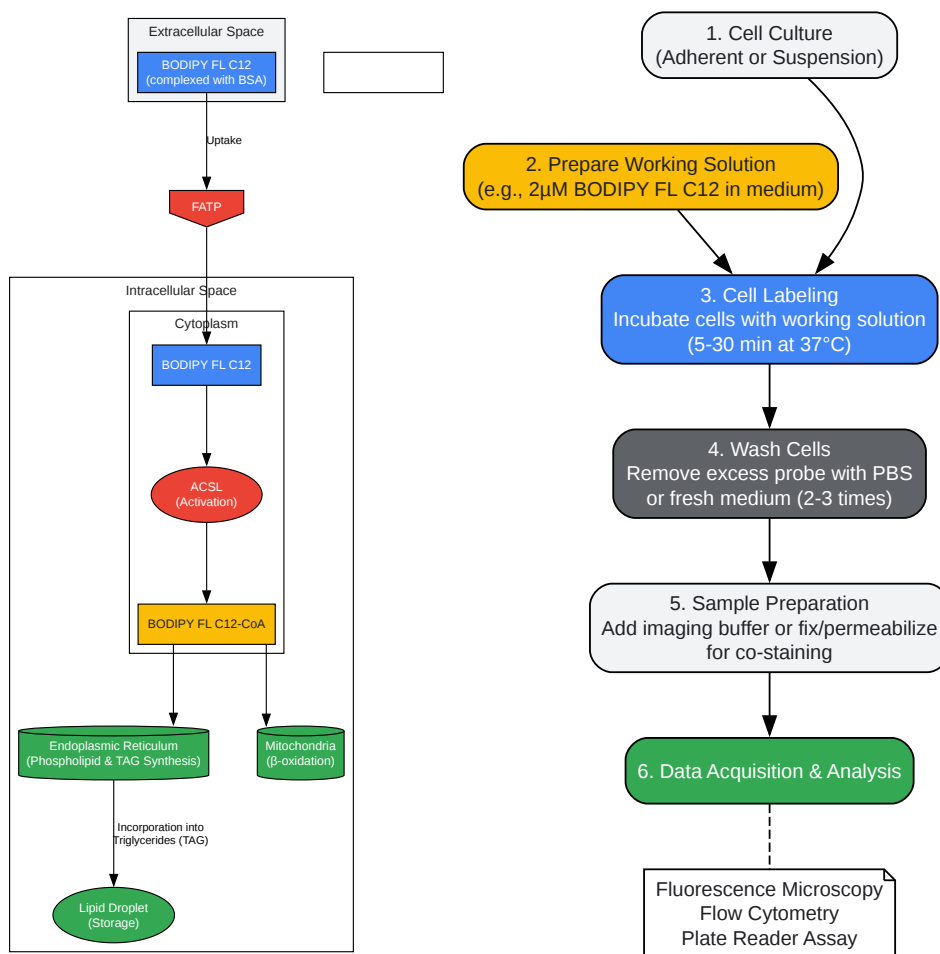 Extracellular Space
BODIPY FL C12
(complexed with BSA)
Uptake
FATP
Intracellular Space
Cytoplasm
BODIPY FL C12
ACSL
(Activation)
BODIPY FL C12-CoA
Endoplasmic Reticulum
(Phospholipid & TAG Synthesis)
Mitochondria
(β-oxidation)
Incorporation into
Triglycerides (TAG)
Lipid Droplet
(Storage)
1. Cell Culture
(Adherent or Suspension)
2. Prepare Working Solution
(e.g., 2µM BODIPY FL C12 in medium)
3. Cell Labeling
Incubate cells with working solution
(5-30 min at 37°C)
4. Wash Cells
Remove excess probe with PBS
or fresh medium (2-3 times)
5. Sample Preparation
Add imaging buffer or fix/permeabilize
for co-staining
6. Data Acquisition & Analysis
Fluorescence Microscopy
Flow Cytometry
Plate Reader Assay